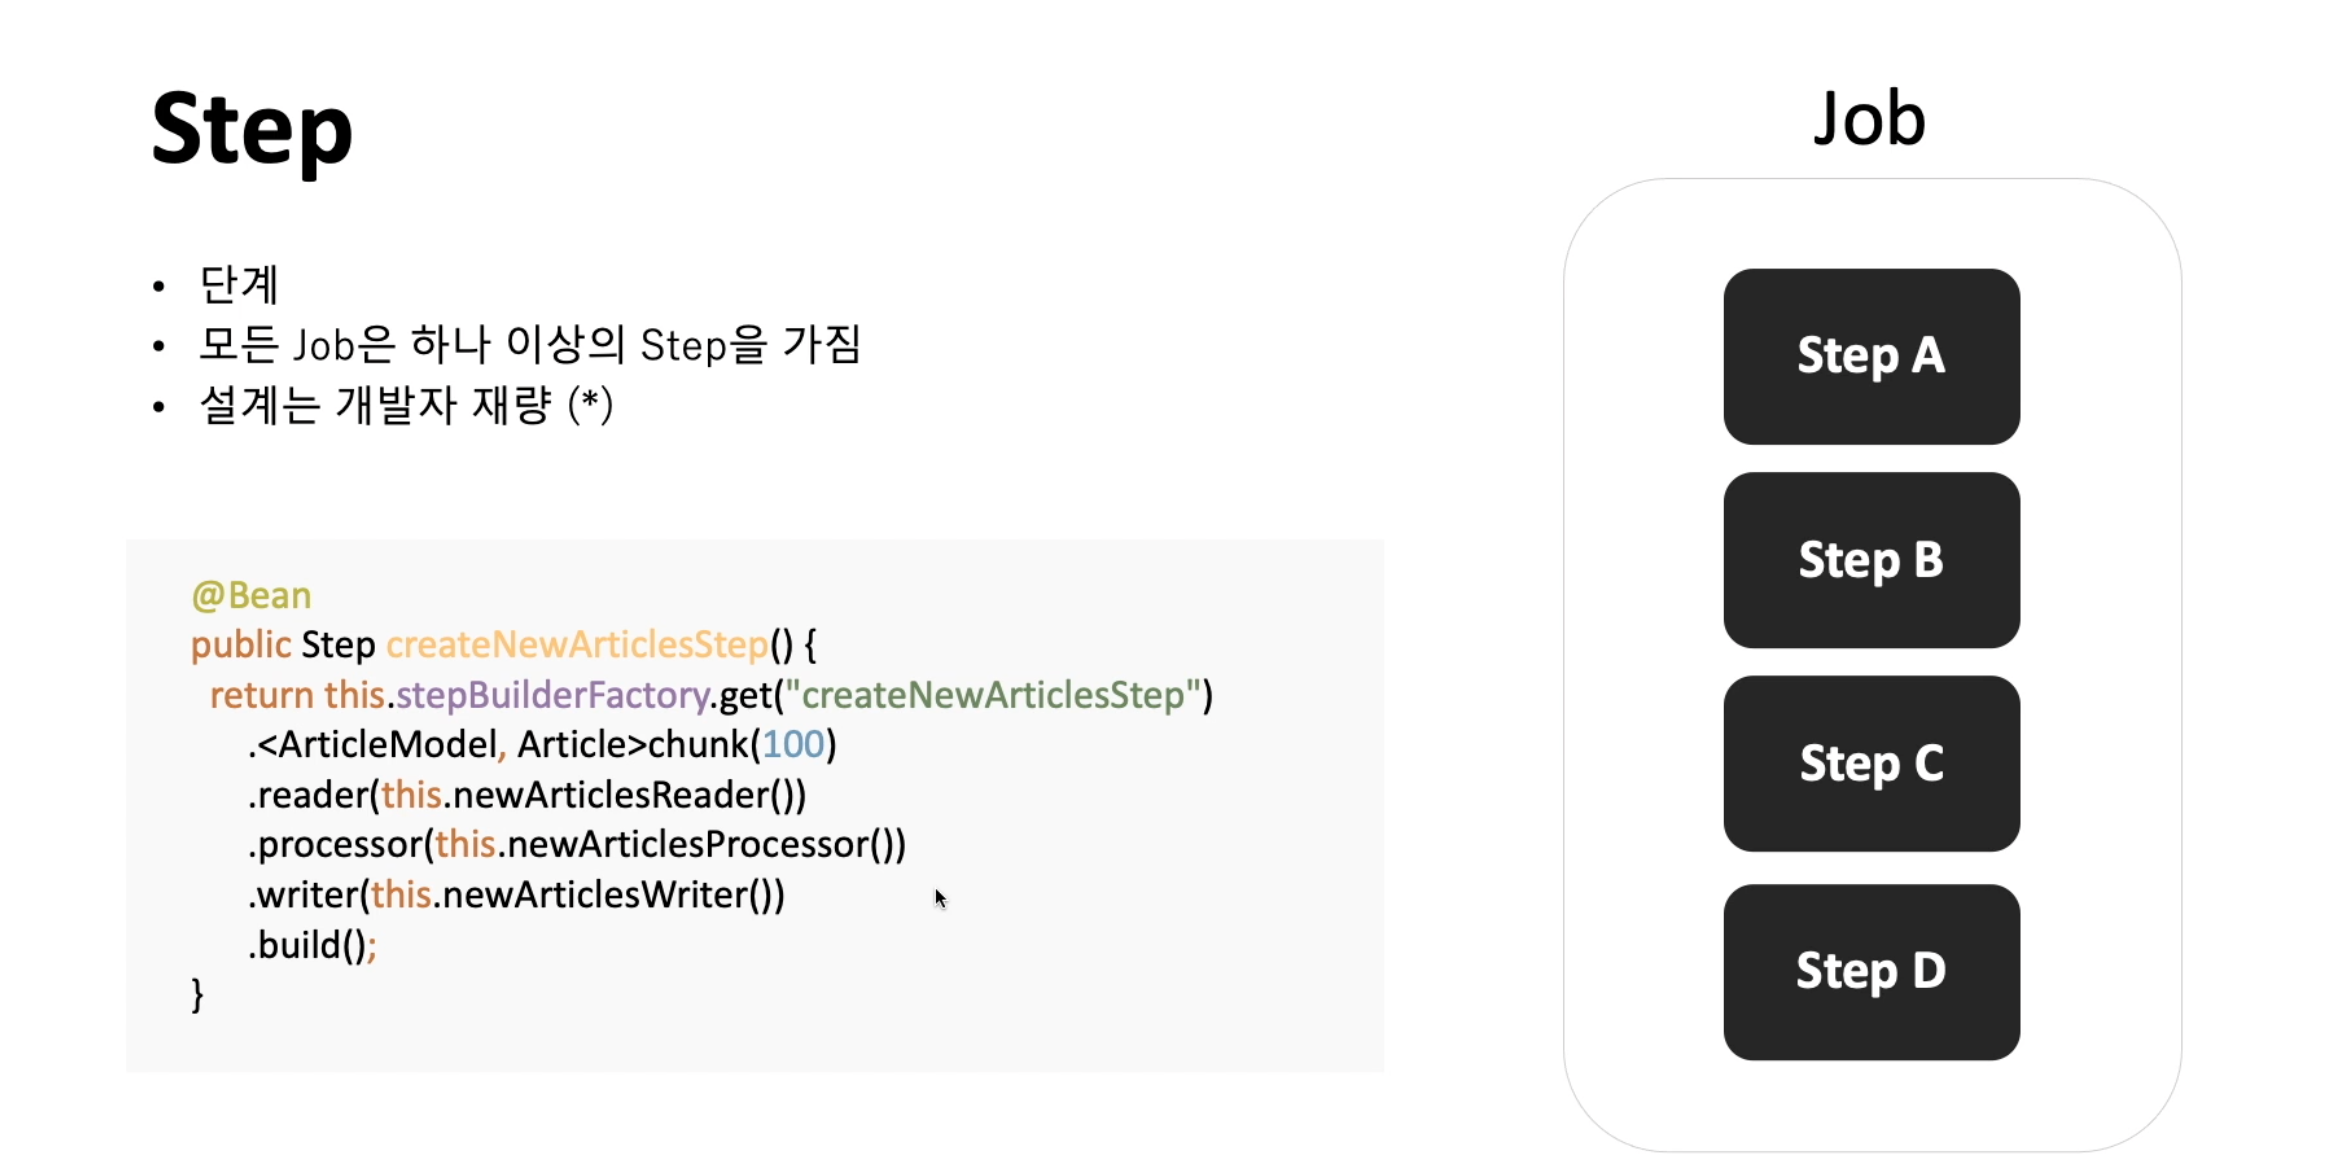 Step
• 단계
• 모든 Job은 하나 이상의 Step을 가짐
• 설계는 개발자 재량 (*)
@Bean
public Step createNewArticlesStep() {
return this.stepBuilderFactory.get("createNewArticlesStep")
.<ArticleModel, Article>chunk(100)
.reader(this.newArticlesReader())
.processor(this.newArticlesProcessor())
.writer(this.newArticlesWriter())
.build();
}
Job
Step A
Step B
Step C
Step D